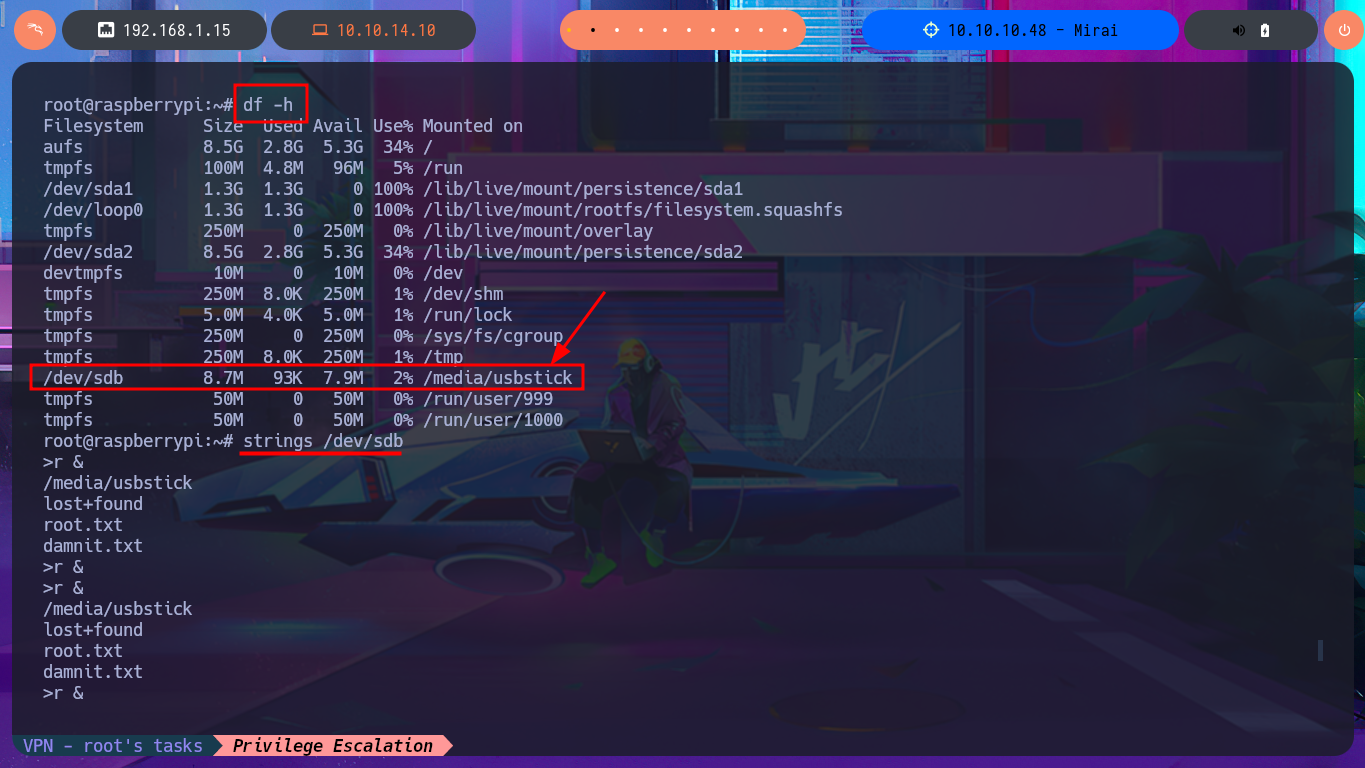 192.168.1.15 10.10.14.10 10.10.10.48 - Mirai
root@raspberrypi:~# df -h
Filesystem      Size  Used Avail Use% Mounted on
aufs            8.5G  2.8G  5.3G  34% /
tmpfs           100M  4.8M   96M   5% /run
/dev/sda1       1.3G  1.3G     0 100% /lib/live/mount/persistence/sda1
/dev/loop0      1.3G  1.3G     0 100% /lib/live/mount/rootfs/filesystem.squashfs
tmpfs           250M     0  250M   0% /lib/live/mount/overlay
/dev/sda2       8.5G  2.8G  5.3G  34% /lib/live/mount/persistence/sda2
devtmpfs         10M     0   10M   0% /dev
tmpfs           250M  8.0K  250M   1% /dev/shm
tmpfs           5.0M  4.0K  5.0M   1% /run/lock
tmpfs           250M     0  250M   0% /sys/fs/cgroup
tmpfs           250M  8.0K  250M   1% /tmp
/dev/sdb        8.7M   93K  7.9M   2% /media/usbstick
tmpfs            50M     0   50M   0% /run/user/999
tmpfs            50M     0   50M   0% /run/user/1000
root@raspberrypi:~# strings /dev/sdb
>r &
/media/usbstick
lost+found
root.txt
damnit.txt
>r &
>r &
/media/usbstick
lost+found
root.txt
damnit.txt
>r &
VPN - root's tasks Privilege Escalation